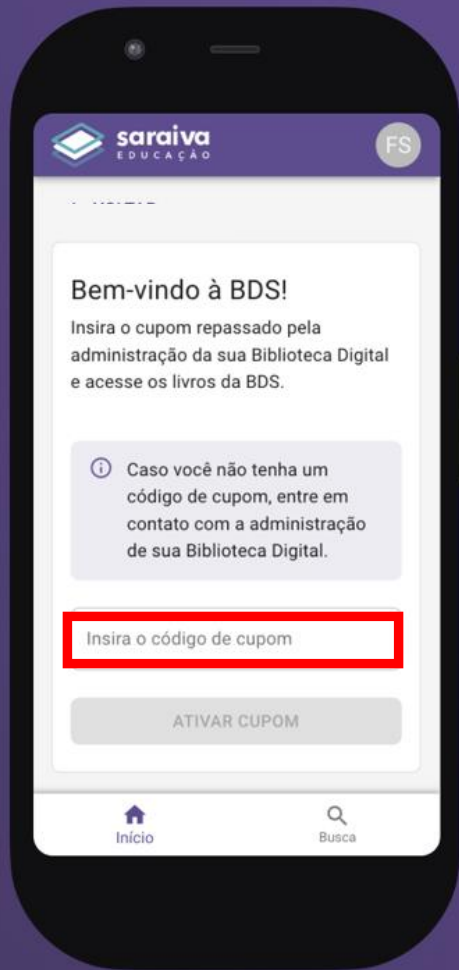 saraiva
EDUCAÇÃO
FS
Bem-vindo à BDS!
Insira o cupom repassado pela
administração da sua Biblioteca Digital
e acesse os livros da BDS.
Caso você não tenha um
código de cupom, entre em
contato com a administração
de sua Biblioteca Digital.
Insira o código de cupom
ATIVAR CUPOM
Início
Busca